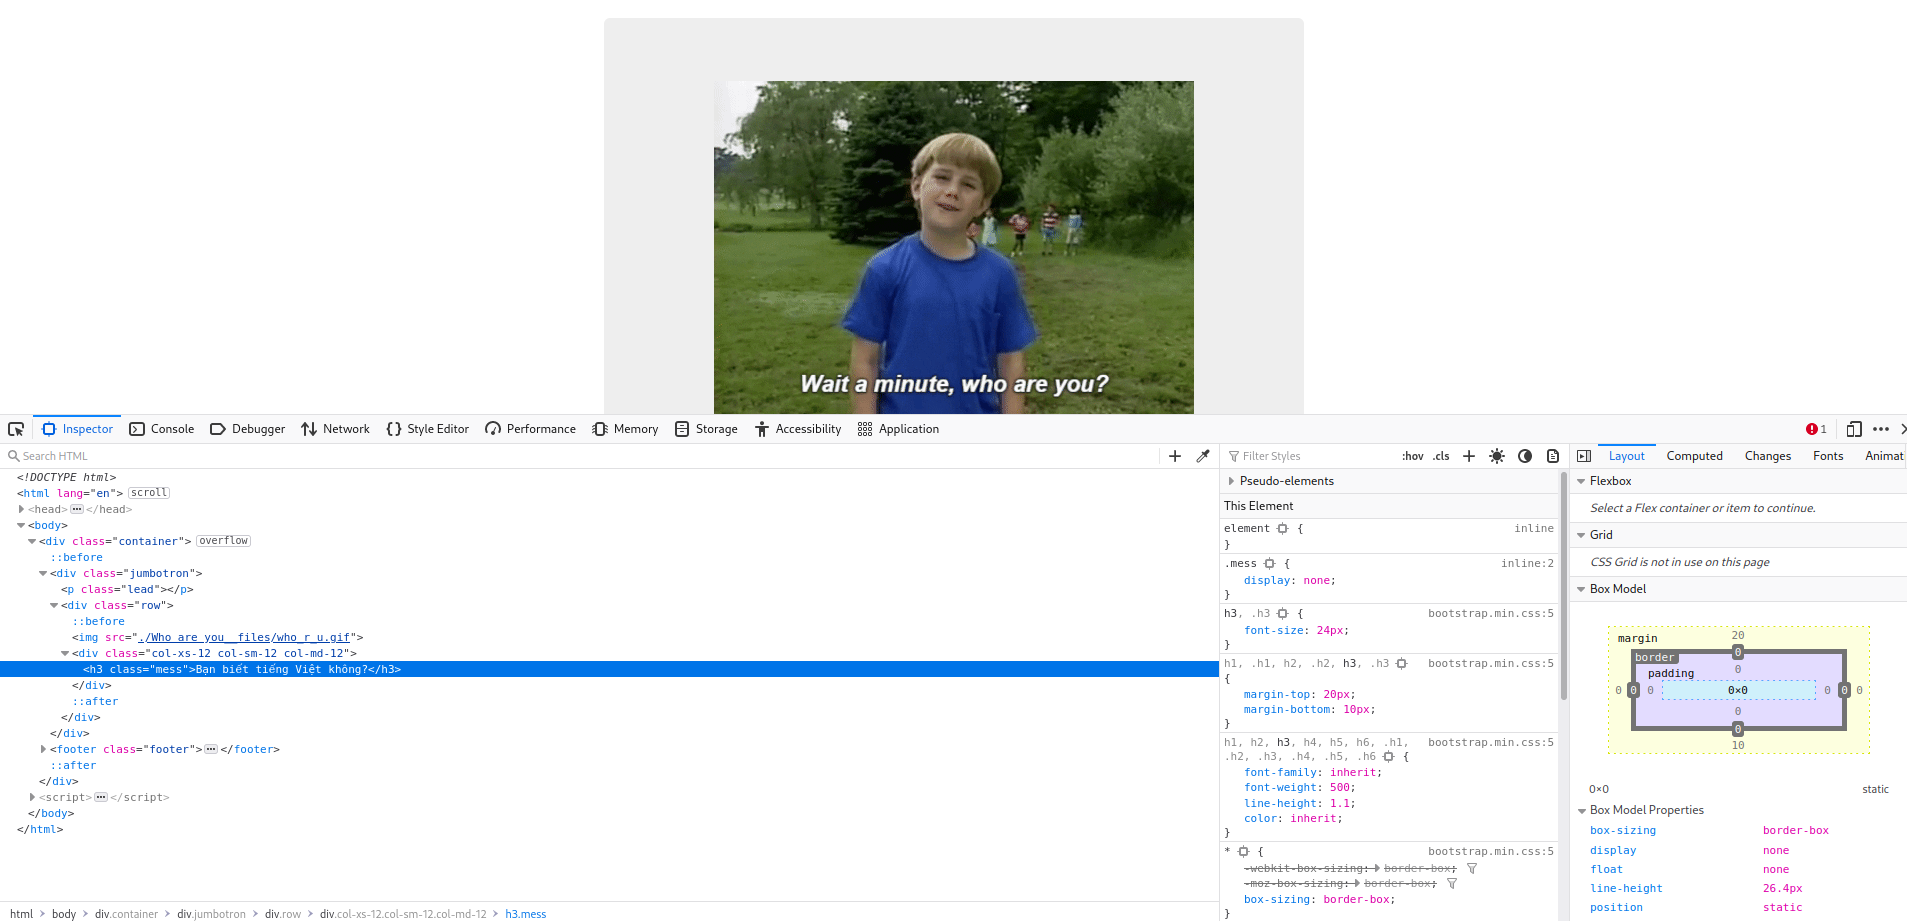 Wait a minute, who are you?
Inspector Console Debugger Network Style Editor Performance Memory Storage Accessibility Application 1
Search HTML
<!DOCTYPE html>
<html lang="en"> scroll
<head> ••• </head>
<body>
<div class="container"> overflow
::before
<div class="jumbotron">
<p class="lead"></p>
<div class="row">
::before
<img src="./Who are you__files/who_r_u.gif">
<div class="col-xs-12 col-sm-12 col-md-12">
<h3 class="mess">Bạn biết tiếng Việt không?</h3>
</div>
::after
</div>
</div>
<footer class="footer"> ••• </footer>
::after
</div>
<script> ••• </script>
</body>
</html>
html > body > div.container > div.jumbotron > div.row > div.col-xs-12.col-sm-12.col-md-12 > h3.mess
Filter Styles :hov .cls +
Pseudo-elements
This Element
element { inline
}
.mess { inline:2
display: none;
}
h3, .h3 { bootstrap.min.css:5
font-size: 24px;
}
h1, .h1, h2, .h2, h3, .h3 bootstrap.min.css:5
{
margin-top: 20px;
margin-bottom: 10px;
}
h1, h2, h3, h4, h5, h6, .h1, bootstrap.min.css:5
.h2, .h3, .h4, .h5, .h6 {
font-family: inherit;
font-weight: 500;
line-height: 1.1;
color: inherit;
}
* { bootstrap.min.css:5
-webkit-box-sizing: border-box;
-moz-box-sizing: border-box;
box-sizing: border-box;
}
Layout Computed Changes Fonts Animat
Flexbox
Select a Flex container or item to continue.
Grid
CSS Grid is not in use on this page
Box Model
margin 20
border 0
padding 0
0 0 0 0×0 0 0 0
0
0
10
0×0 static
Box Model Properties
box-sizing border-box
display none
float none
line-height 26.4px
position static